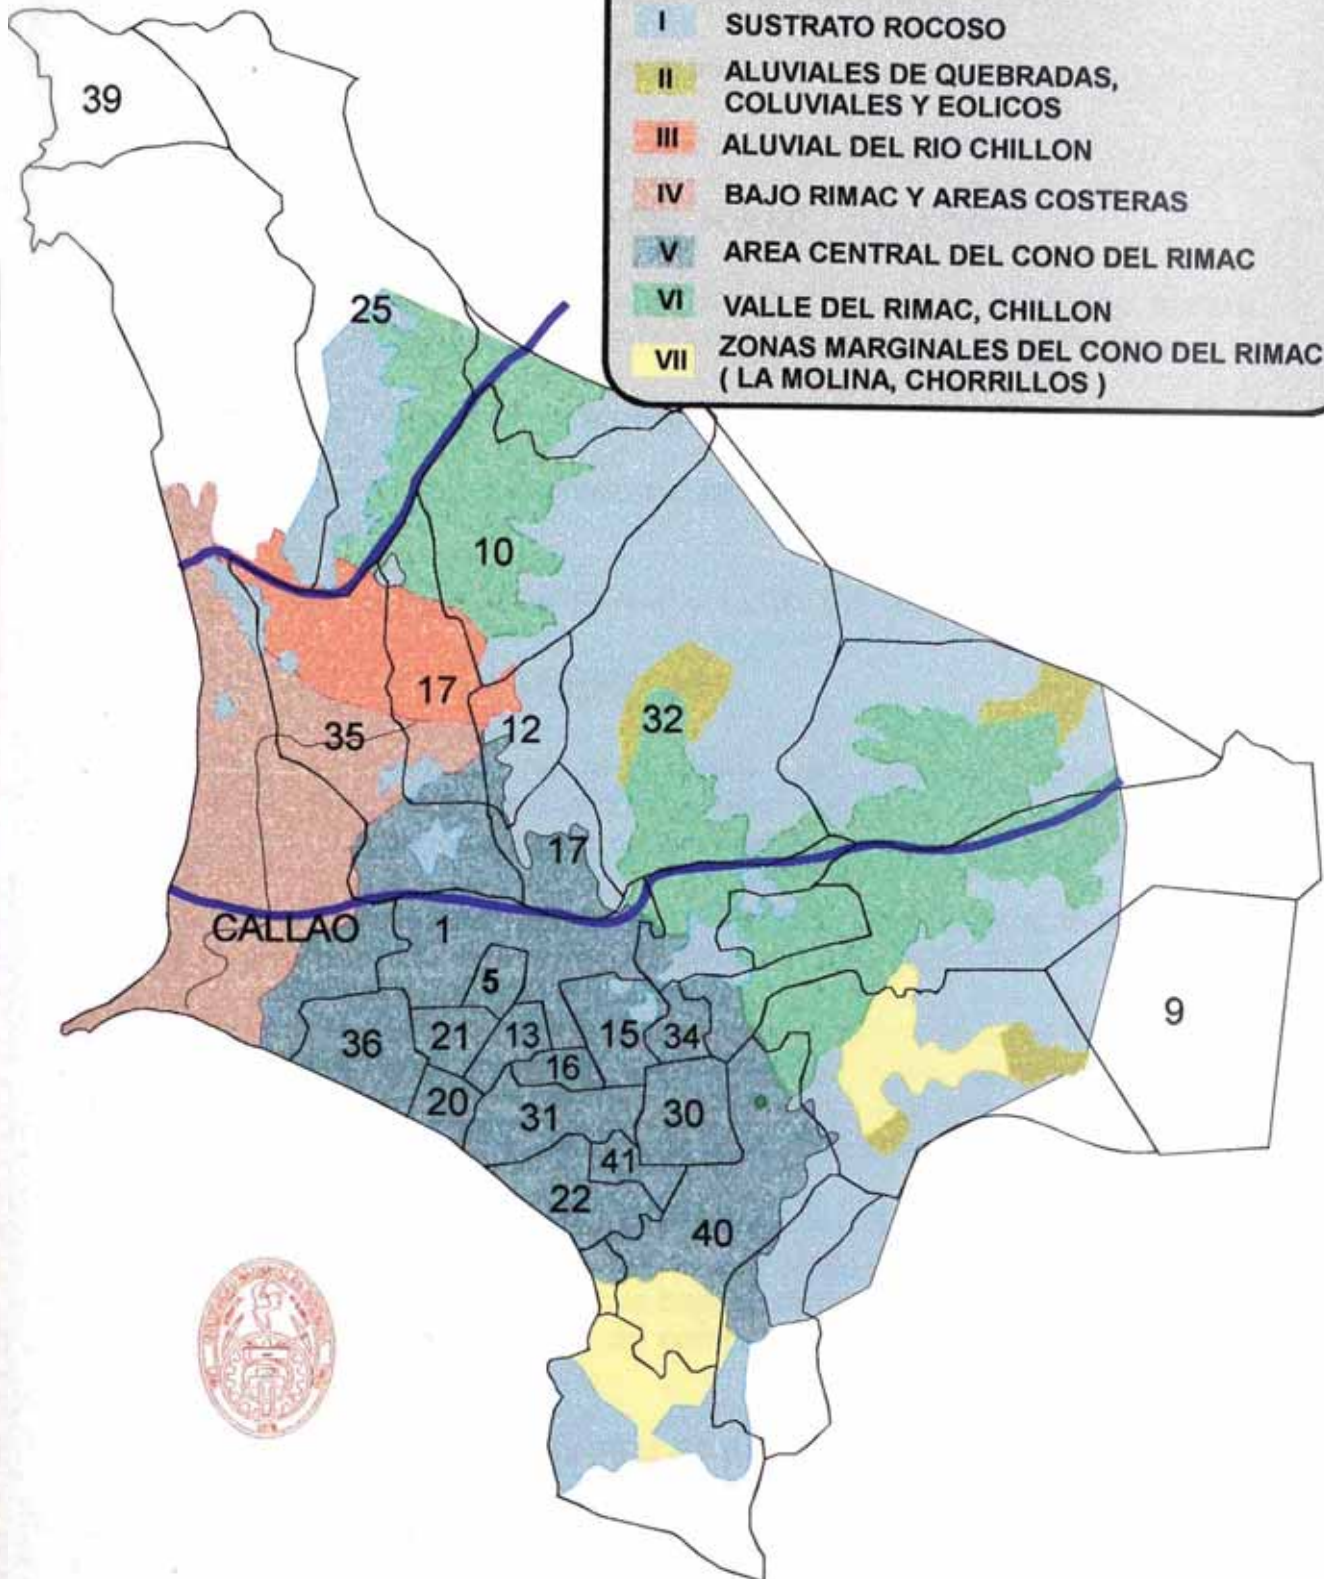 I SUSTRATO ROCOSO
II ALUVIALES DE QUEBRADAS,
COLUVIALES Y EOLICOS
III ALUVIAL DEL RIO CHILLON
IV BAJO RIMAC Y AREAS COSTERAS
V AREA CENTRAL DEL CONO DEL RIMAC
VI VALLE DEL RIMAC, CHILLON
VII ZONAS MARGINALES DEL CONO DEL RIMAC
( LA MOLINA, CHORRILLOS )
39
25
10
17
35
12
32
17
CALLAO
1
5
9
36
21
13
15
34
16
20
31
30
41
22
40